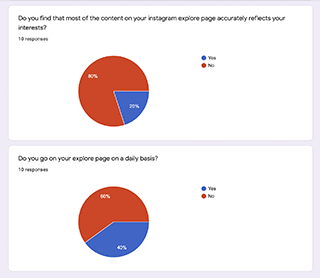 Do you find that most of the content on your instagram explore page accurately reflects your
interests?
10 responses
Yes
No
80%
20%
Do you go on your explore page on a daily basis?
10 responses
Yes
No
60%
40%